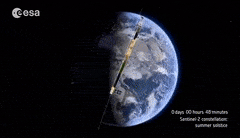 esa
0 days 00 hours 48 minutes
Sentinel-2 constellation:
summer solstice